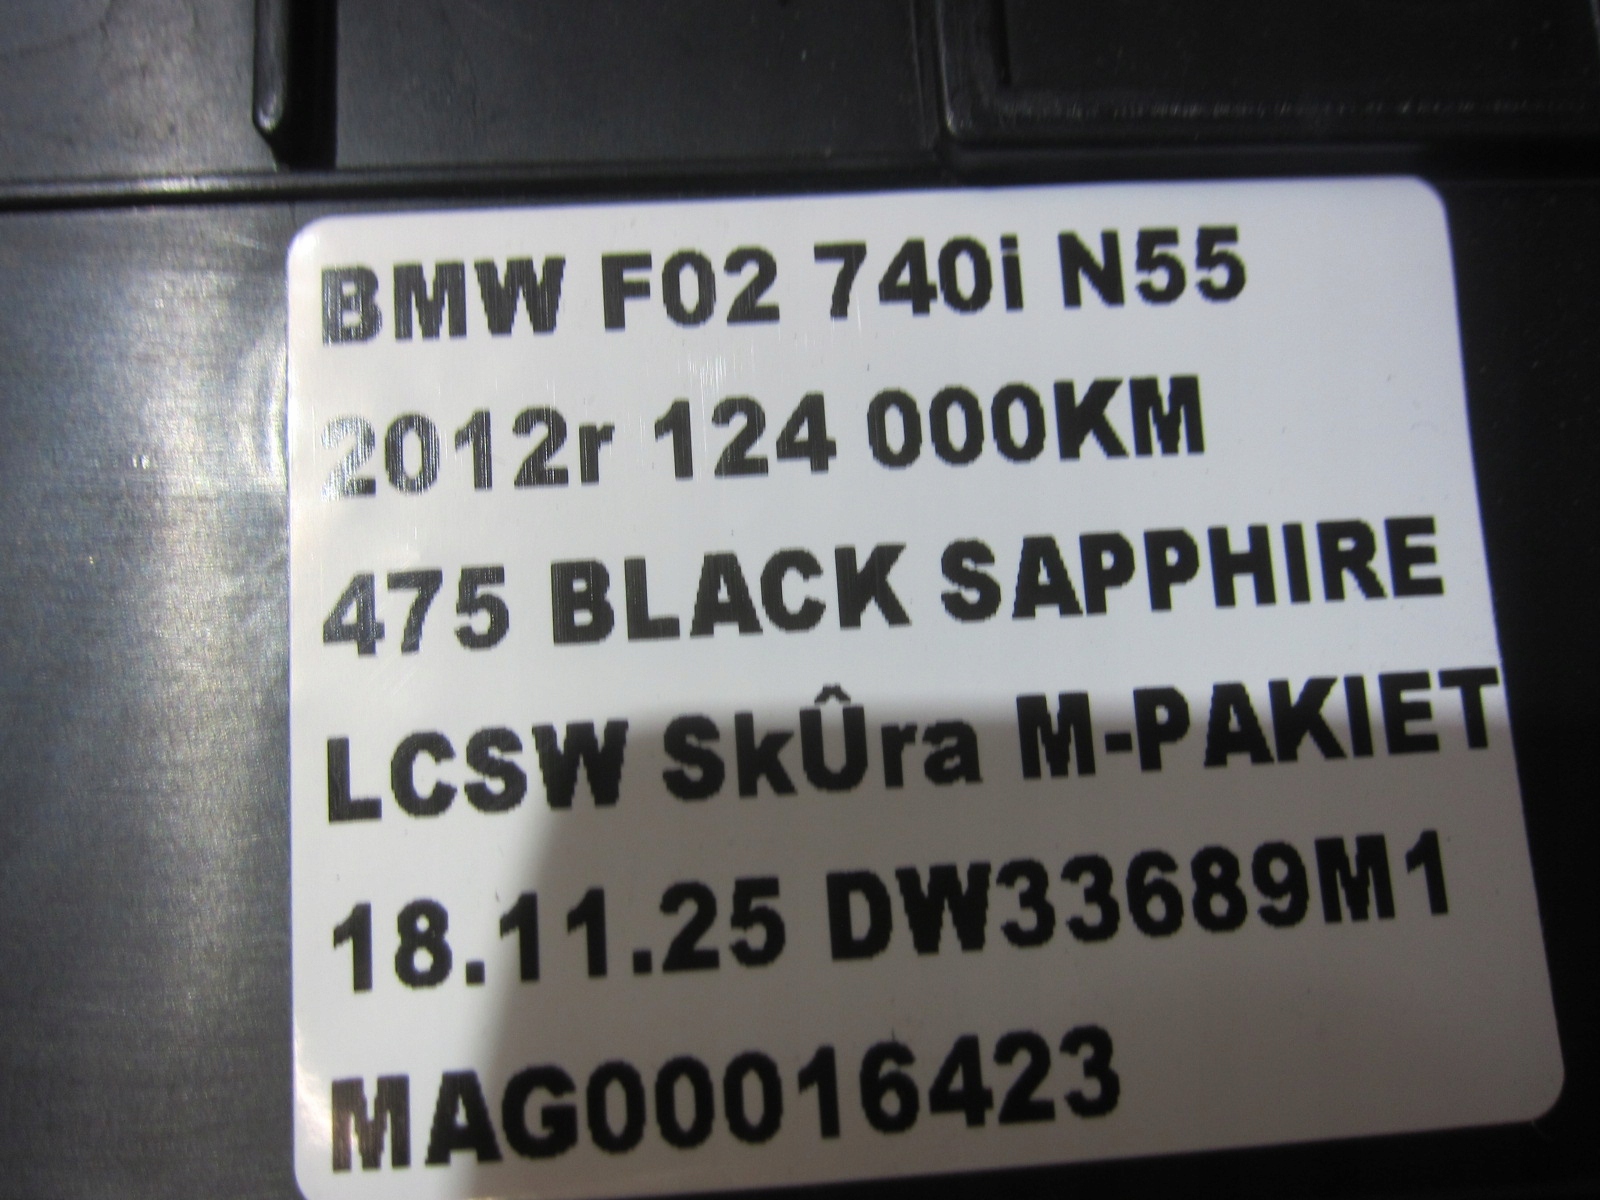 BMW F02 740i N55
2012r 124 000KM
475 BLACK SAPPHIRE
LCSW SkÛra M-PAKIET
18.11.25 DW33689M1
MAG00016423